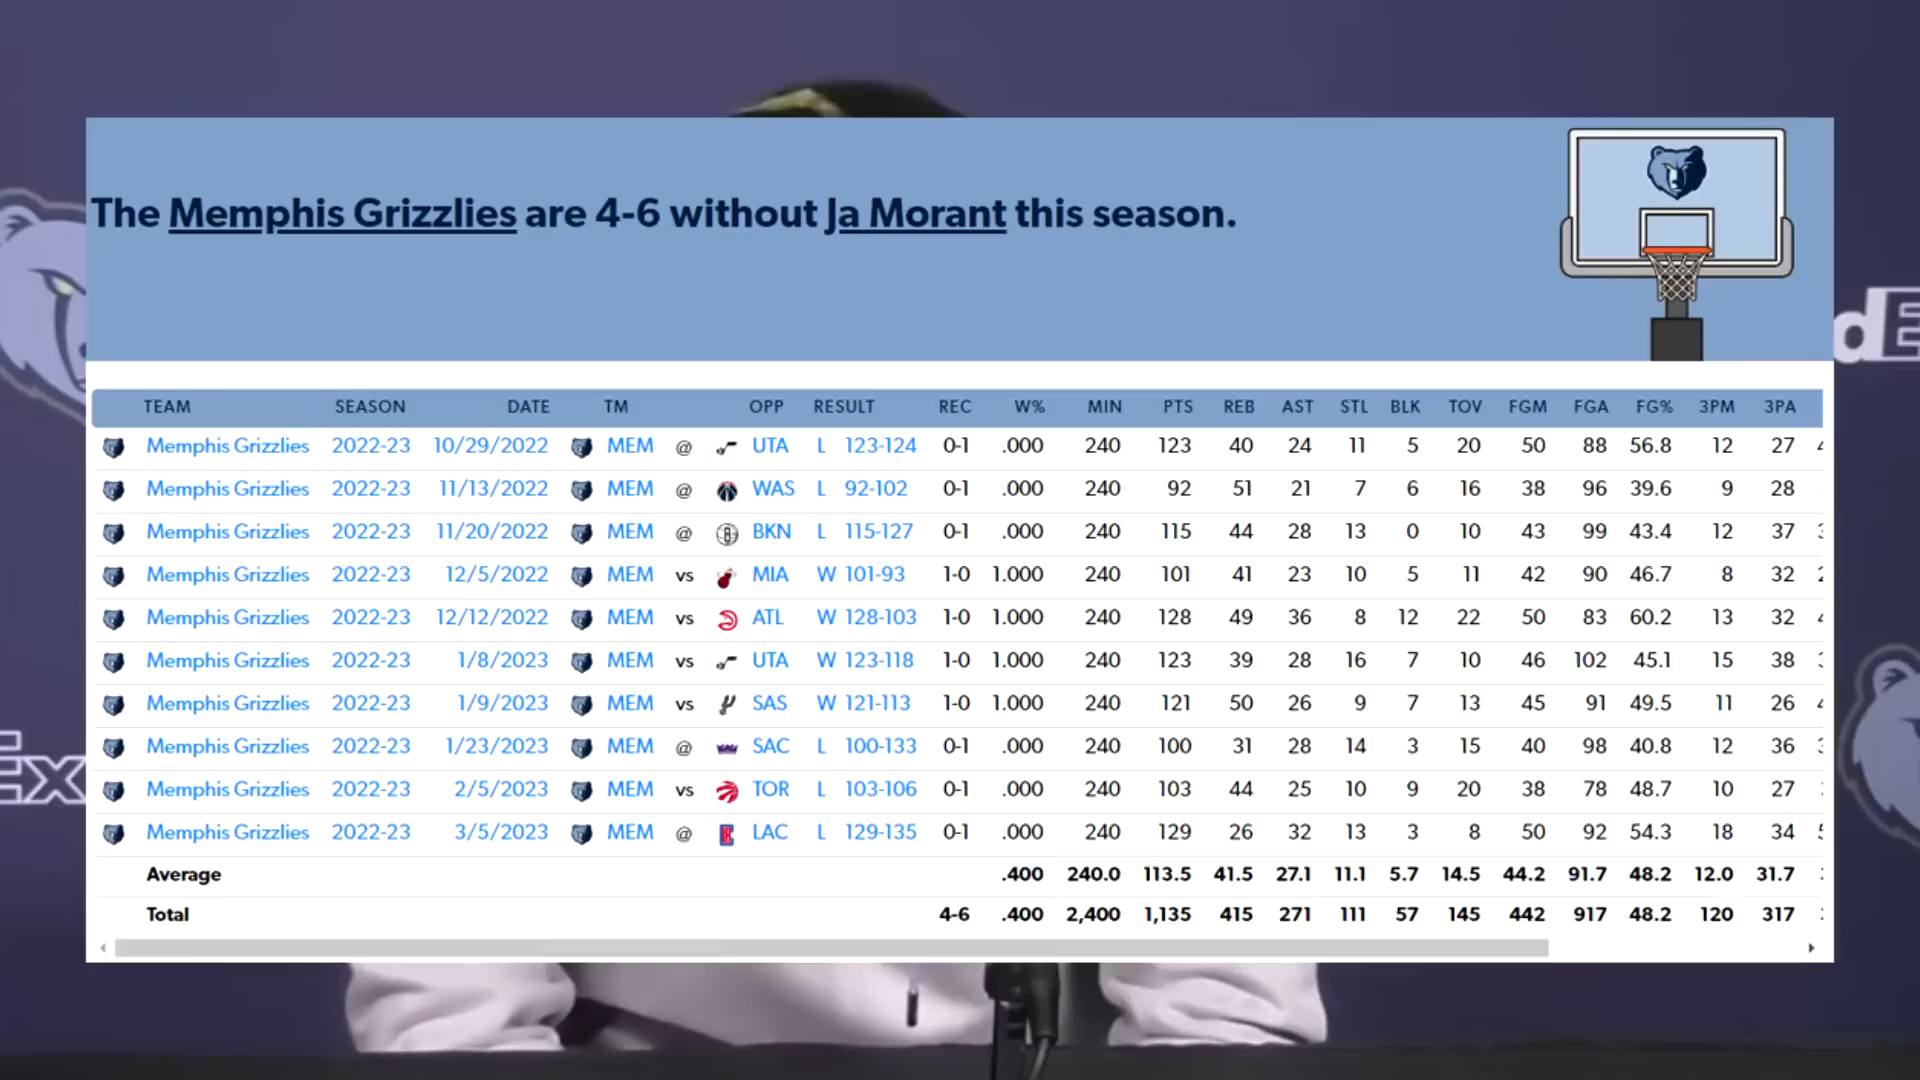 The Memphis Grizzlies are 4-6 without Ja Morant this season.
TEAM SEASON DATE TM OPP RESULT REC W% MIN PTS REB AST STL BLK TOV FGM FGA FG% 3PM 3PA
Memphis Grizzlies 2022-23 10/29/2022 MEM @ UTA L 123-124 0-1 .000 240 123 40 24 11 5 20 50 88 56.8 12 27
Memphis Grizzlies 2022-23 11/13/2022 MEM @ WAS L 92-102 0-1 .000 240 92 51 21 7 6 16 38 96 39.6 9 28
Memphis Grizzlies 2022-23 11/20/2022 MEM @ BKN L 115-127 0-1 .000 240 115 44 28 13 0 10 43 99 43.4 12 37
Memphis Grizzlies 2022-23 12/5/2022 MEM vs MIA W 101-93 1-0 1.000 240 101 41 23 10 5 11 42 90 46.7 8 32
Memphis Grizzlies 2022-23 12/12/2022 MEM vs ATL W 128-103 1-0 1.000 240 128 49 36 8 12 22 50 83 60.2 13 32
Memphis Grizzlies 2022-23 1/8/2023 MEM vs UTA W 123-118 1-0 1.000 240 123 39 28 16 7 10 46 102 45.1 15 38
Memphis Grizzlies 2022-23 1/9/2023 MEM vs SAS W 121-113 1-0 1.000 240 121 50 26 9 7 13 45 91 49.5 11 26
Memphis Grizzlies 2022-23 1/23/2023 MEM @ SAC L 100-133 0-1 .000 240 100 31 28 14 3 15 40 98 40.8 12 36
Memphis Grizzlies 2022-23 2/5/2023 MEM vs TOR L 103-106 0-1 .000 240 103 44 25 10 9 20 38 78 48.7 10 27
Memphis Grizzlies 2022-23 3/5/2023 MEM @ LAC L 129-135 0-1 .000 240 129 26 32 13 3 8 50 92 54.3 18 34
Average .400 240.0 113.5 41.5 27.1 11.1 5.7 14.5 44.2 91.7 48.2 12.0 31.7
Total 4-6 .400 2,400 1,135 415 271 111 57 145 442 917 48.2 120 317
dE
Ex